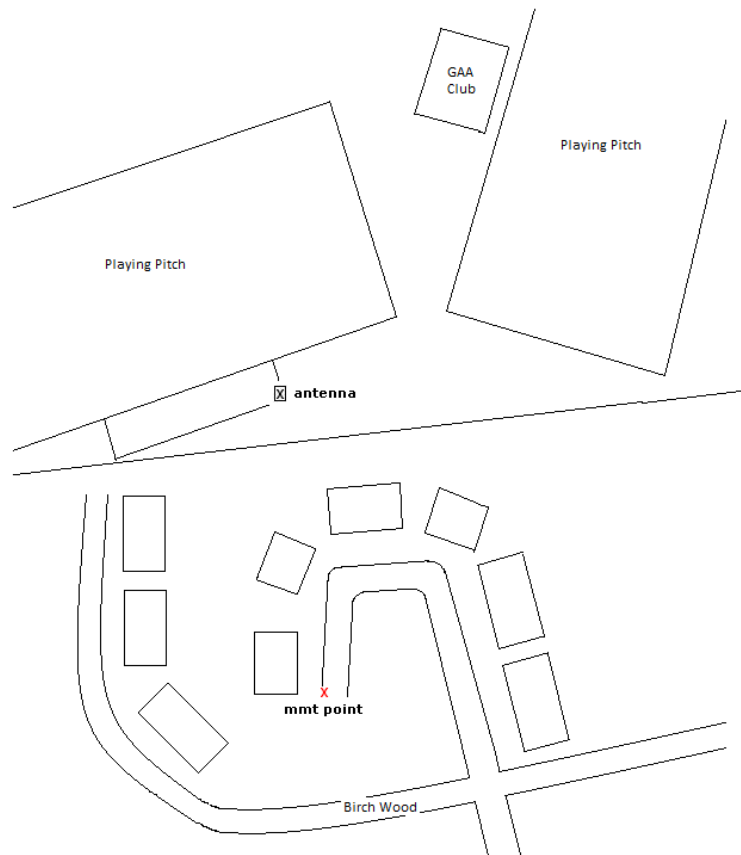 GAA
Club
Playing Pitch
Playing Pitch
X antenna
X
mmt point
Birch Wood